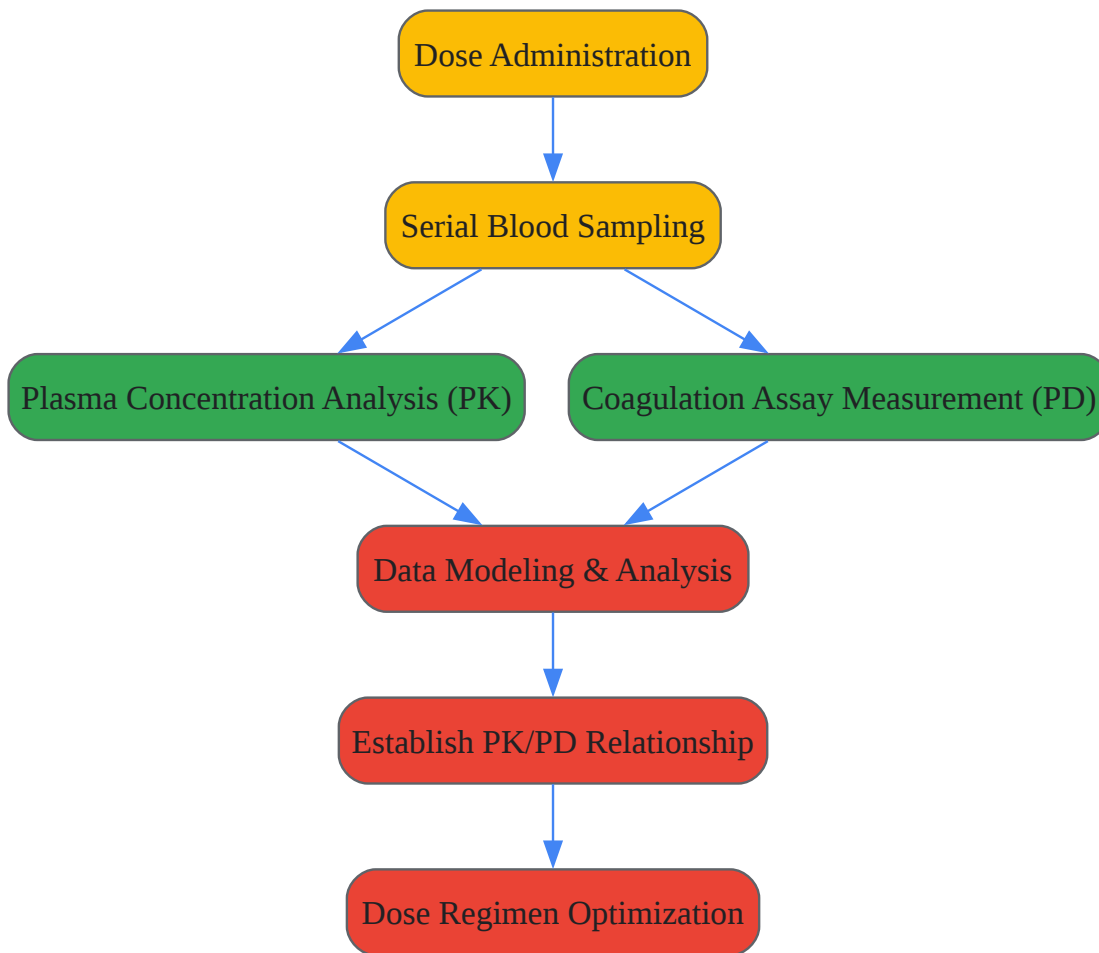 Dose Administration
Serial Blood Sampling
Plasma Concentration Analysis (PK)
Coagulation Assay Measurement (PD)
Data Modeling & Analysis
Establish PK/PD Relationship
Dose Regimen Optimization